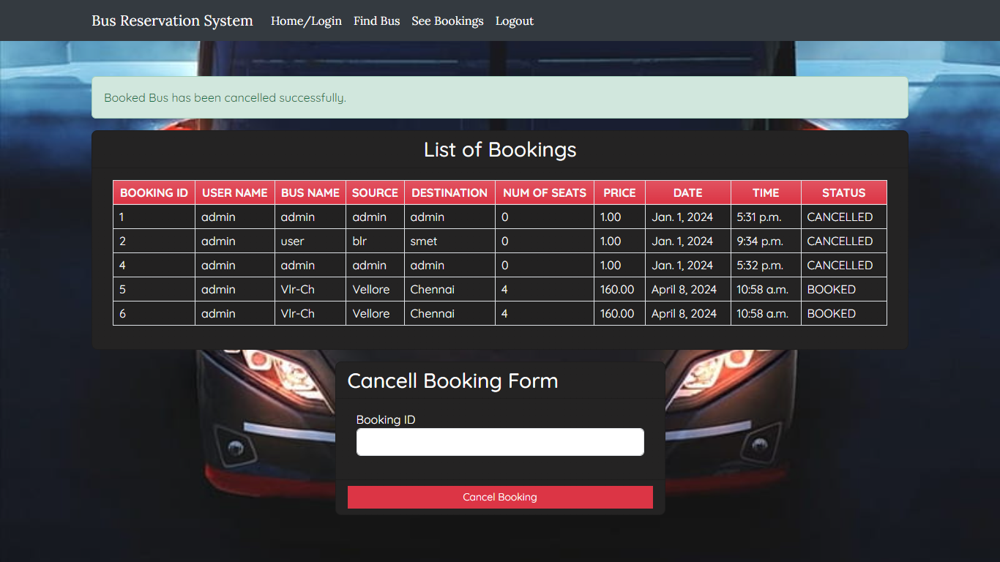 Bus Reservation System Home/Login Find Bus See Bookings Logout
Booked Bus has been cancelled successfully.
List of Bookings
BOOKING ID USER NAME BUS NAME SOURCE DESTINATION NUM OF SEATS PRICE DATE TIME STATUS
1 admin admin admin admin 0 1.00 Jan. 1, 2024 5:31 p.m. CANCELLED
2 admin user blr smet 0 1.00 Jan. 1, 2024 9:34 p.m. CANCELLED
4 admin admin admin admin 0 1.00 Jan. 1, 2024 5:32 p.m. CANCELLED
5 admin Vlr-Ch Vellore Chennai 4 160.00 April 8, 2024 10:58 a.m. BOOKED
6 admin Vlr-Ch Vellore Chennai 4 160.00 April 8, 2024 10:58 a.m. BOOKED
Cancell Booking Form
Booking ID
Cancel Booking